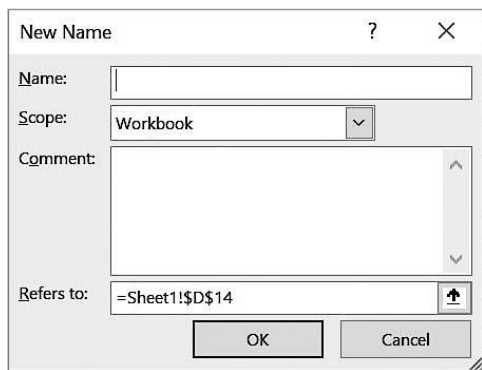 New Name ?
Name:
Scope: Workbook
Comment:
Refers to: =Sheet1!$D$14
OK Cancel